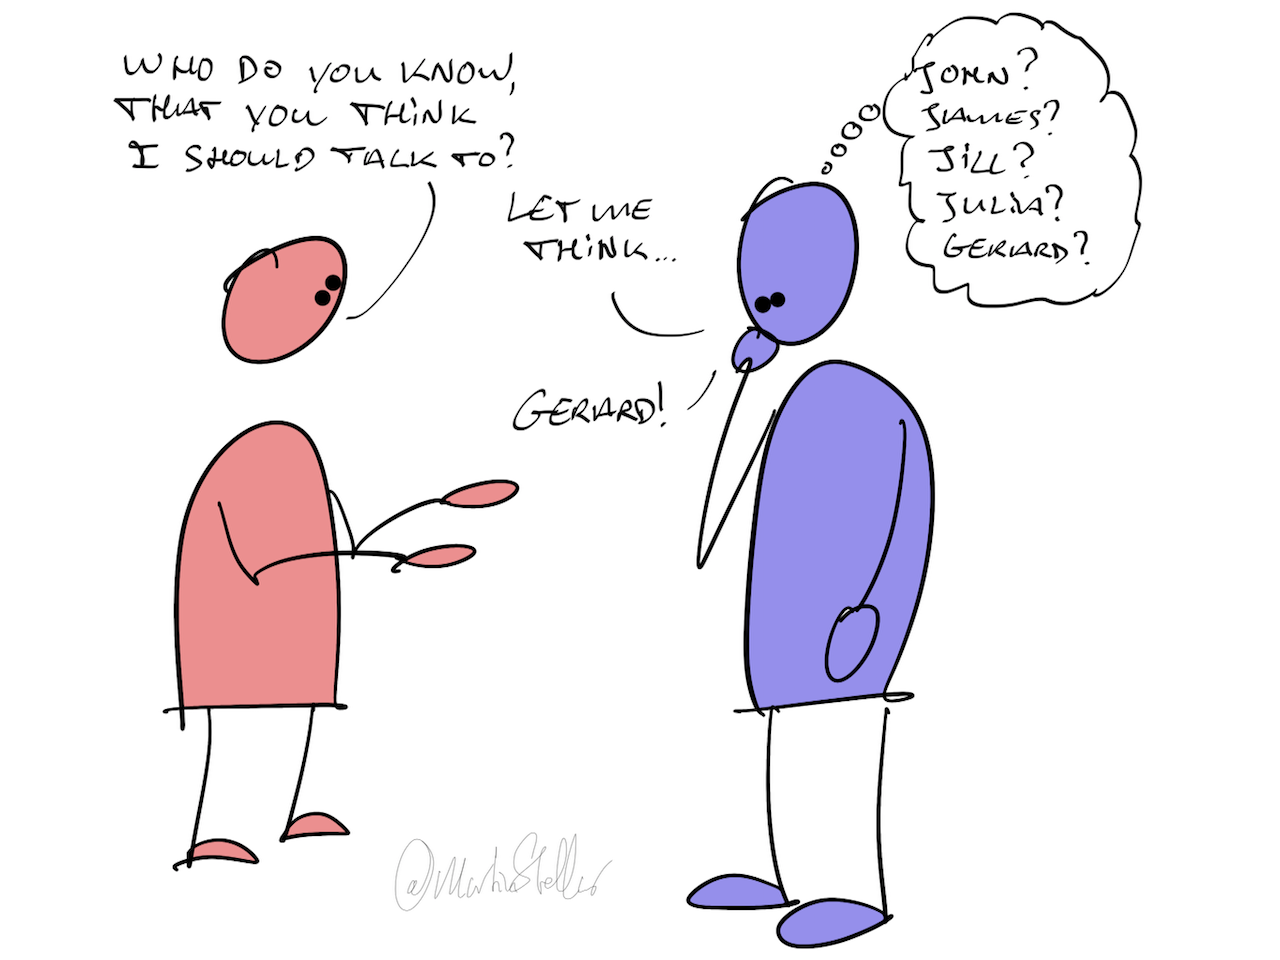 WHO DO YOU KNOW,
THAT YOU THINK
I SHOULD TALK TO?
LET ME
THINK...
GERARD!
JOHN?
JAMES?
JILL?
JULIA?
GERARD?
@MartinStellar